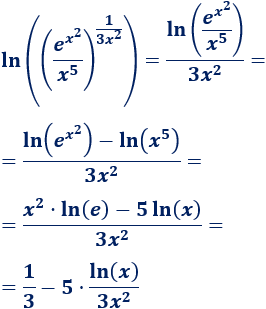 ln(((e^(x^2)/x^5)^(1/(3x^2))) = ln(e^(x^2)/x^5)/(3x^2) =
= (ln(e^(x^2)) − ln(x^5))/(3x^2) =
= (x^2 · ln(e) − 5 ln(x))/(3x^2) =
= 1/3 − 5 · ln(x)/(3x^2)